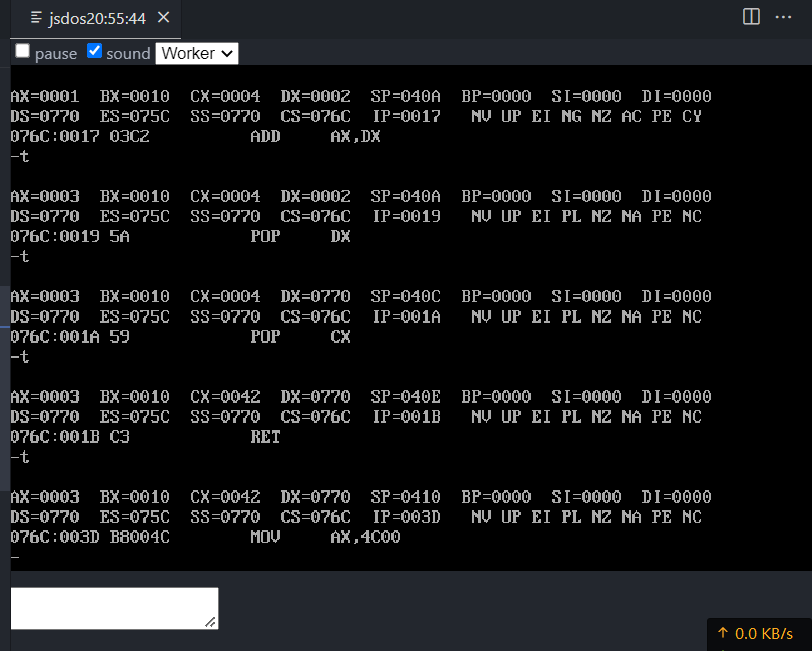 jsdos20:55:44
pause sound Worker
AX=0001 BX=0010 CX=0004 DX=0002 SP=040A BP=0000 SI=0000 DI=0000
DS=0770 ES=075C SS=0770 CS=076C IP=0017 NV UP EI NG NZ AC PE CY
076C:0017 03C2 ADD AX,DX
-t
AX=0003 BX=0010 CX=0004 DX=0002 SP=040A BP=0000 SI=0000 DI=0000
DS=0770 ES=075C SS=0770 CS=076C IP=0019 NV UP EI PL NZ NA PE NC
076C:0019 5A POP DX
-t
AX=0003 BX=0010 CX=0004 DX=0770 SP=040C BP=0000 SI=0000 DI=0000
DS=0770 ES=075C SS=0770 CS=076C IP=001A NV UP EI PL NZ NA PE NC
076C:001A 59 POP CX
-t
AX=0003 BX=0010 CX=0042 DX=0770 SP=040E BP=0000 SI=0000 DI=0000
DS=0770 ES=075C SS=0770 CS=076C IP=001B NV UP EI PL NZ NA PE NC
076C:001B C3 RET
-t
AX=0003 BX=0010 CX=0042 DX=0770 SP=0410 BP=0000 SI=0000 DI=0000
DS=0770 ES=075C SS=0770 CS=076C IP=003D NV UP EI PL NZ NA PE NC
076C:003D B8004C MOV AX,4C00
-
↑ 0.0 KB/s